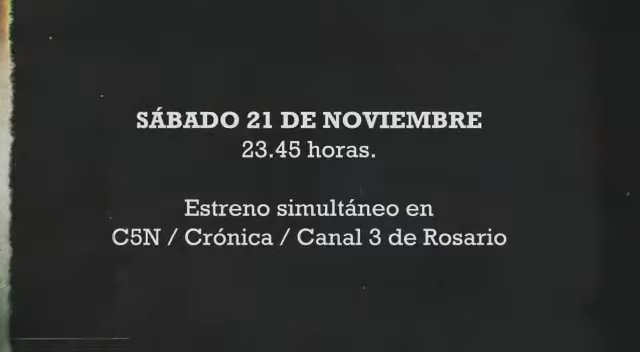 SÁBADO 21 DE NOVIEMBRE
23.45 horas.
Estreno simultáneo en
C5N / Crónica / Canal 3 de Rosario